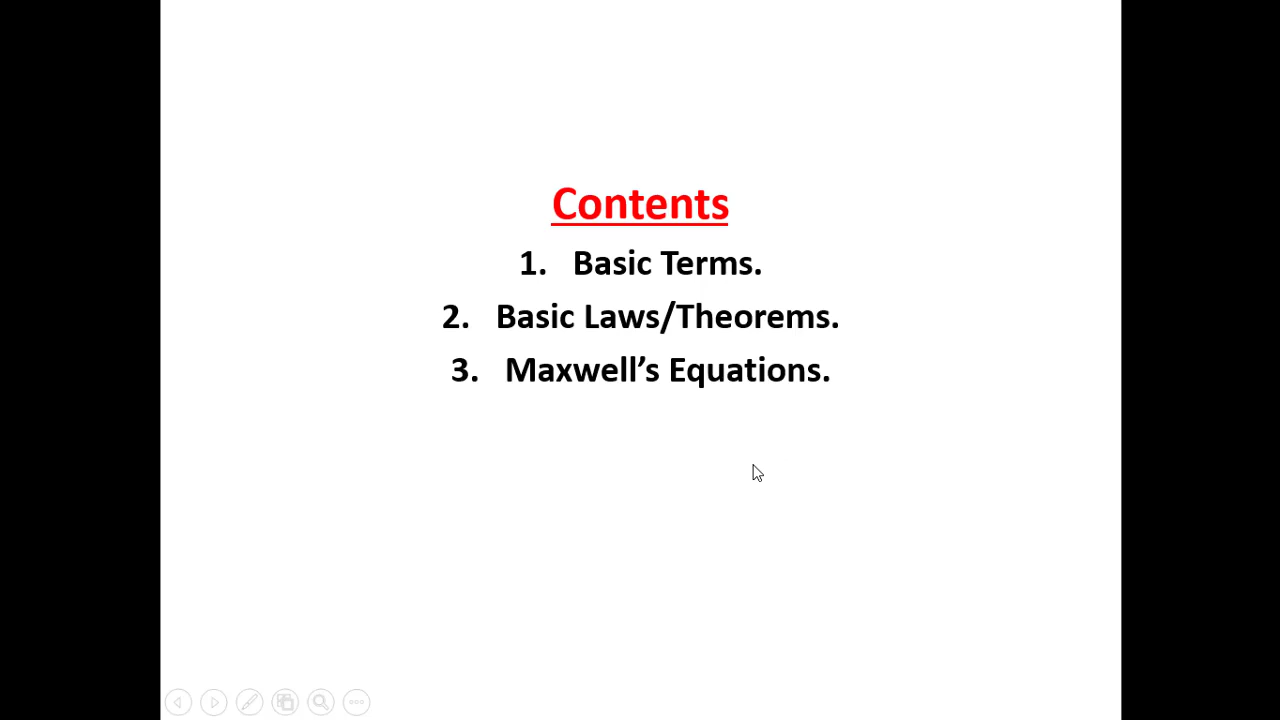 Contents
1. Basic Terms.
2. Basic Laws/Theorems.
3. Maxwell’s Equations.